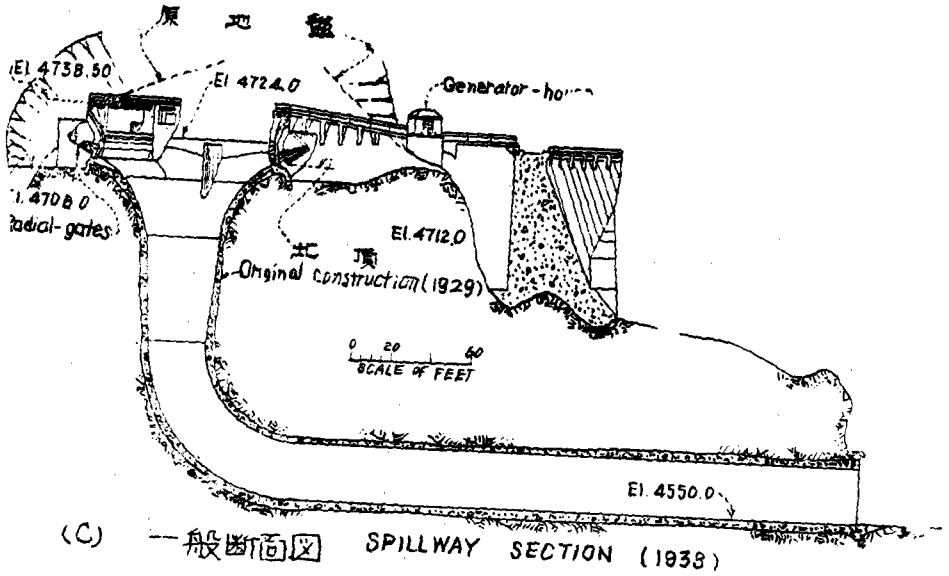 原地盤
El. 4738.50
El. 4724.0
Generator-hou
El. 4708.0
Radial-gates
El. 4712.0
頂
Original construction (1929)
0 20 60
SCALE OF FEET
El. 4550.0
(C) 一般断面図 SPILLWAY SECTION (1938)